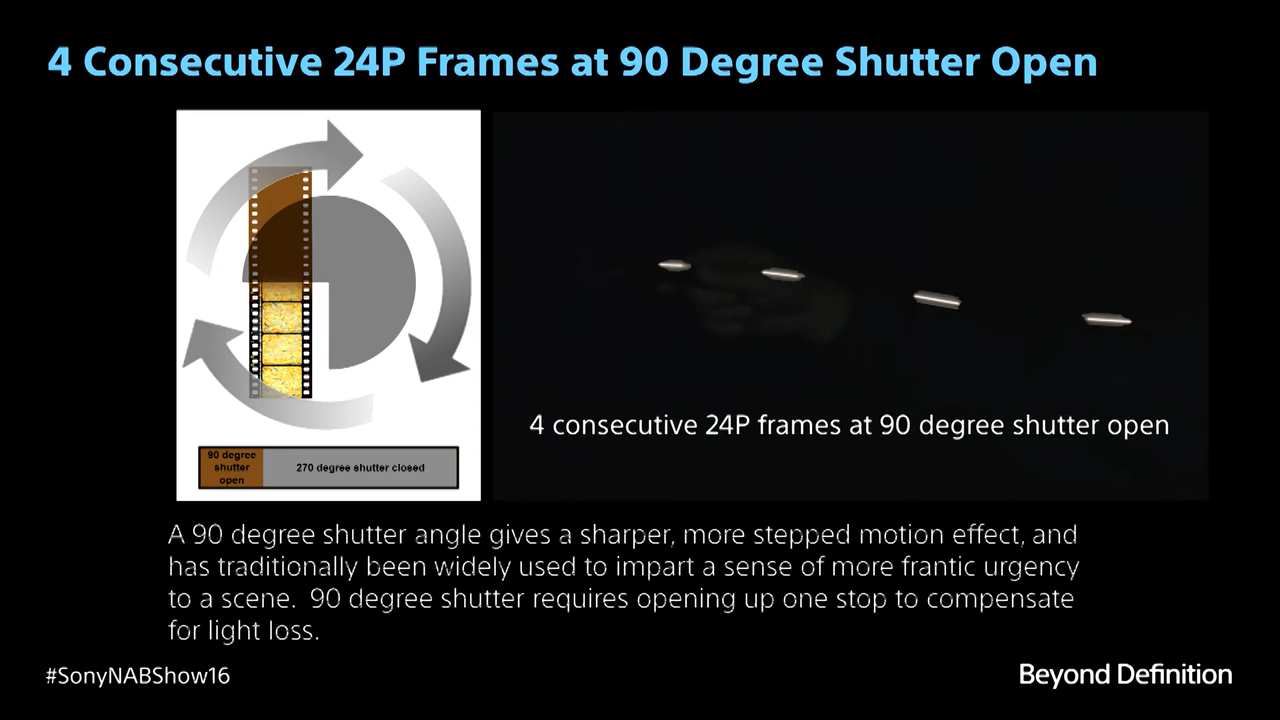 4 Consecutive 24P Frames at 90 Degree Shutter Open
90 degree
shutter
open
270 degree shutter closed
4 consecutive 24P frames at 90 degree shutter open
A 90 degree shutter angle gives a sharper, more stepped motion effect, and
has traditionally been widely used to impart a sense of more frantic urgency
to a scene.  90 degree shutter requires opening up one stop to compensate
for light loss.
#SonyNABShow16
Beyond Definition